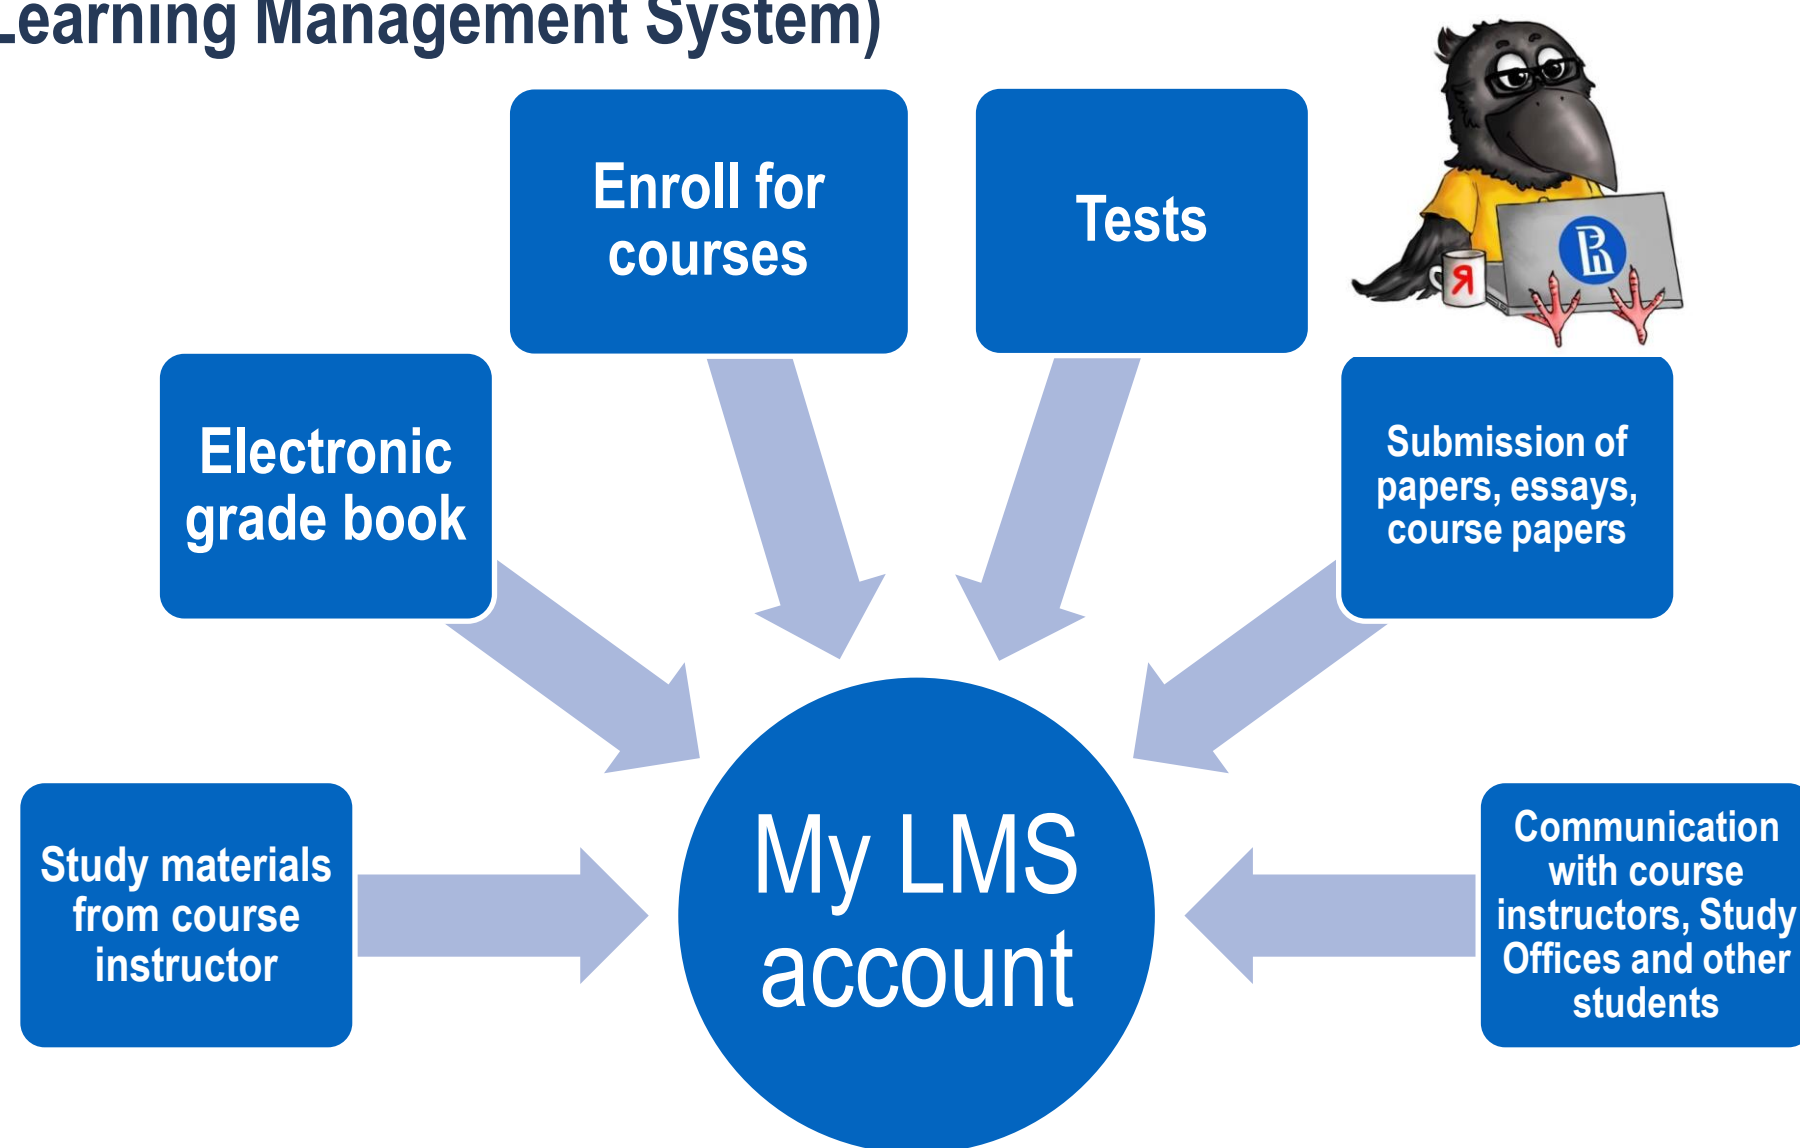 Learning Management System)
Enroll for
courses
Tests
Я
Electronic
grade book
Submission of
papers, essays,
course papers
Study materials
from course
instructor
My LMS
account
Communication
with course
instructors, Study
Offices and other
students